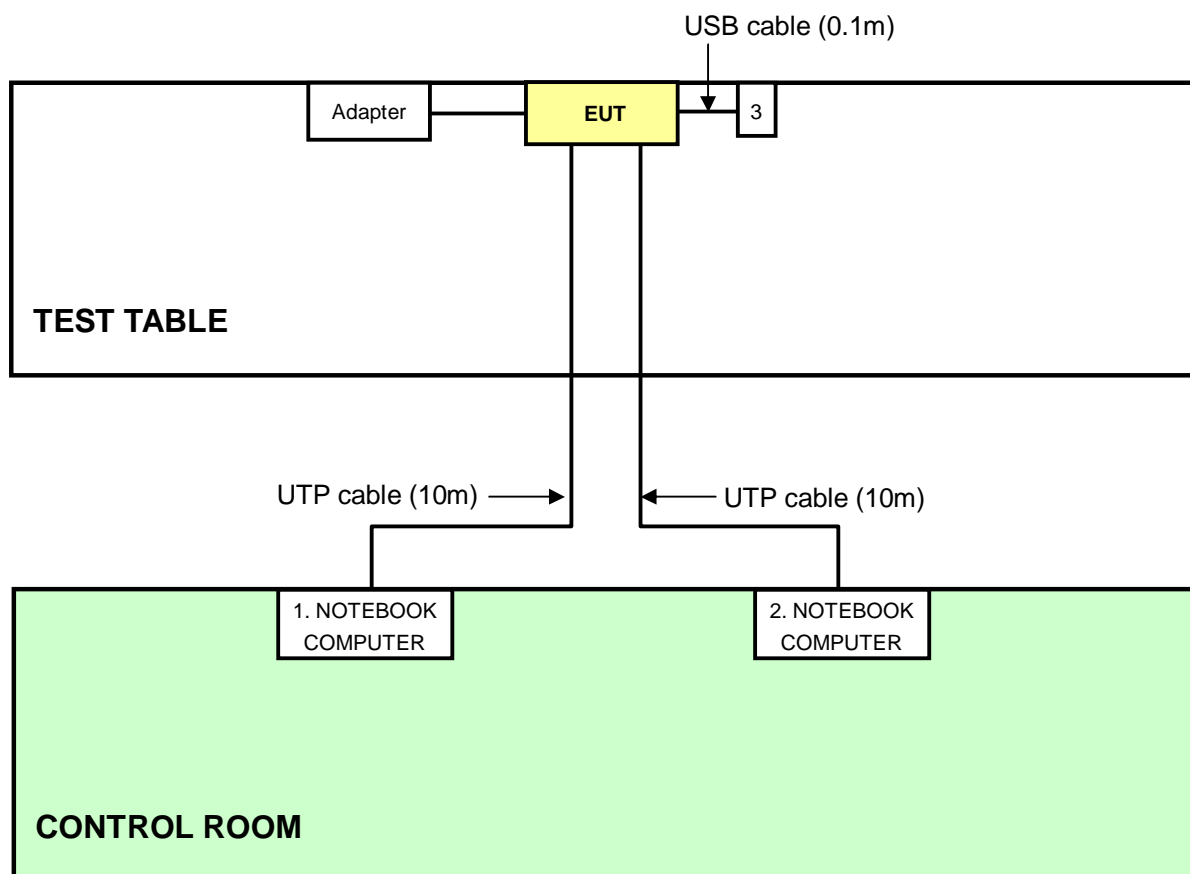 USB cable (0.1m)
Adapter
EUT
3
TEST TABLE
UTP cable (10m)
UTP cable (10m)
1. NOTEBOOK
COMPUTER
2. NOTEBOOK
COMPUTER
CONTROL ROOM